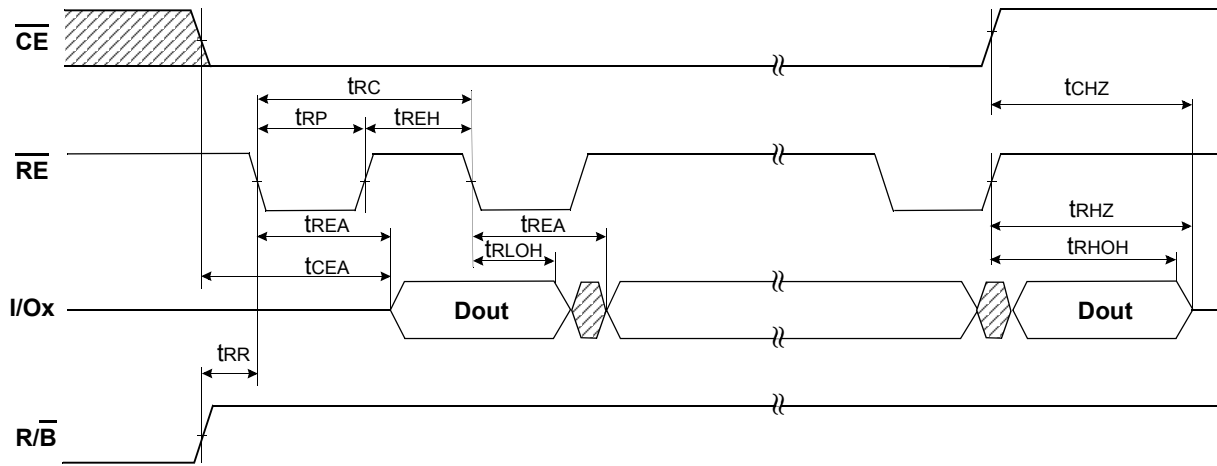 CE
tRC
tCHZ
tRP
tREH
RE
tREA
tREA
tRHZ
tRLOH
tRHOH
tCEA
I/Ox
Dout
Dout
tRR
R/B